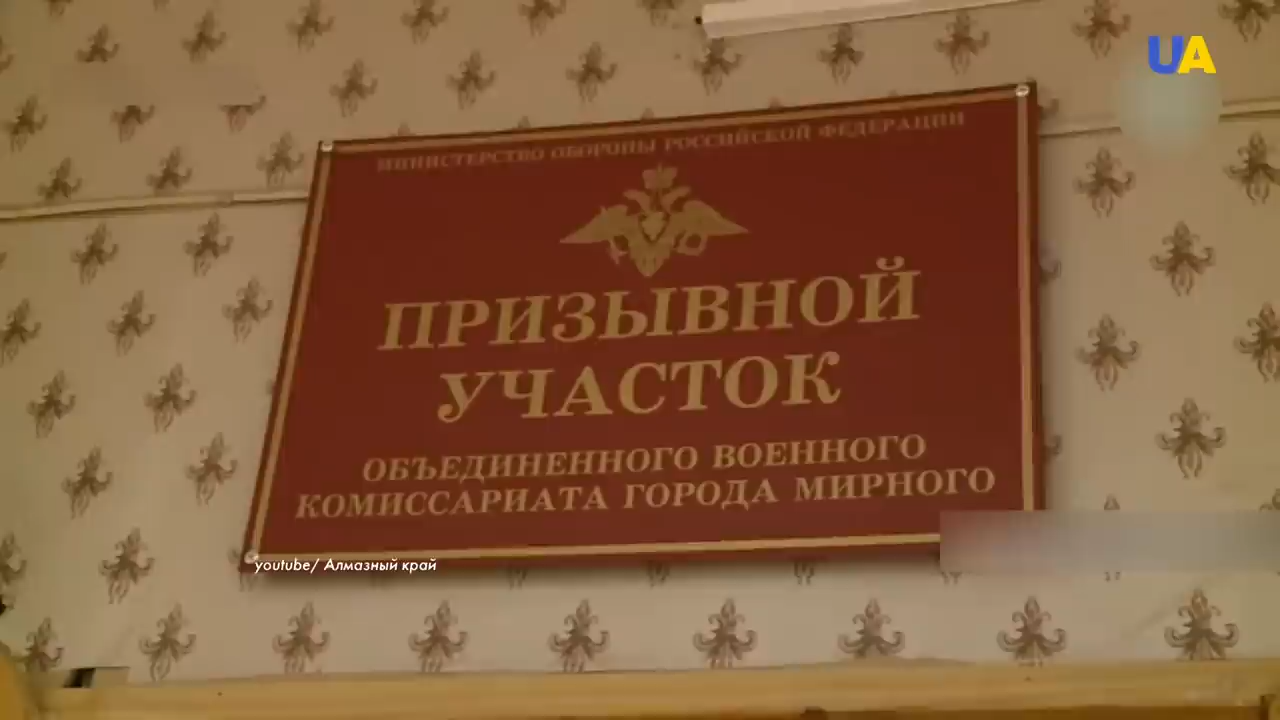 UA
МИНИСТЕРСТВО ОБОРОНЫ РОССИЙСКОЙ ФЕДЕРАЦИИ
ПРИЗЫВНОЙ
УЧАСТОК
ОБЪЕДИНЕННОГО ВОЕННОГО
КОМИССАРИАТА ГОРОДА МИРНОГО
youtube/ Алмазный край